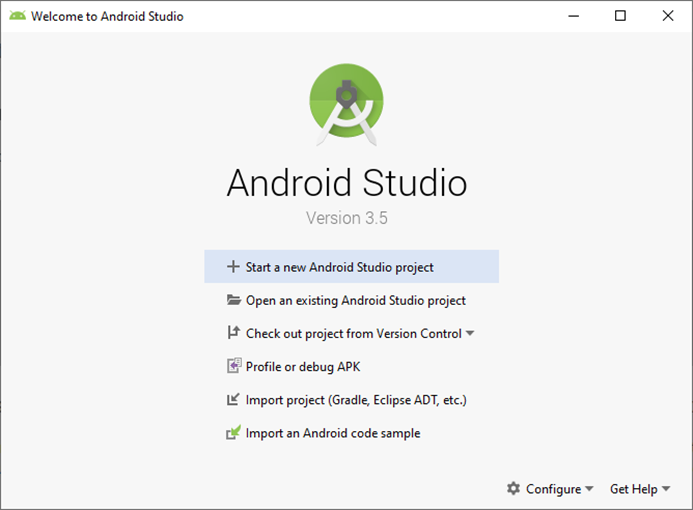 Welcome to Android Studio
Android Studio
Version 3.5
Start a new Android Studio project
Open an existing Android Studio project
Check out project from Version Control
Profile or debug APK
Import project (Gradle, Eclipse ADT, etc.)
Import an Android code sample
Configure Get Help